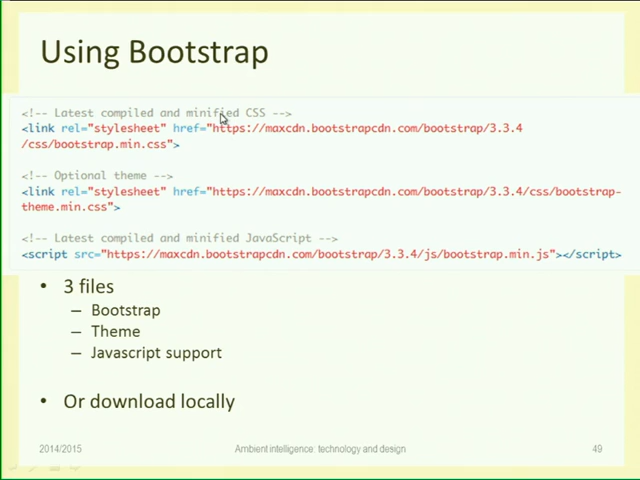 Using Bootstrap
<!-- Latest compiled and minified CSS -->
<link rel="stylesheet" href="https://maxcdn.bootstrapcdn.com/bootstrap/3.3.4
/css/bootstrap.min.css">
<!-- Optional theme -->
<link rel="stylesheet" href="https://maxcdn.bootstrapcdn.com/bootstrap/3.3.4/css/bootstrap-
theme.min.css">
<!-- Latest compiled and minified JavaScript -->
<script src="https://maxcdn.bootstrapcdn.com/bootstrap/3.3.4/js/bootstrap.min.js"></script>
• 3 files
– Bootstrap
– Theme
– Javascript support
• Or download locally
2014/2015 Ambient intelligence: technology and design 49